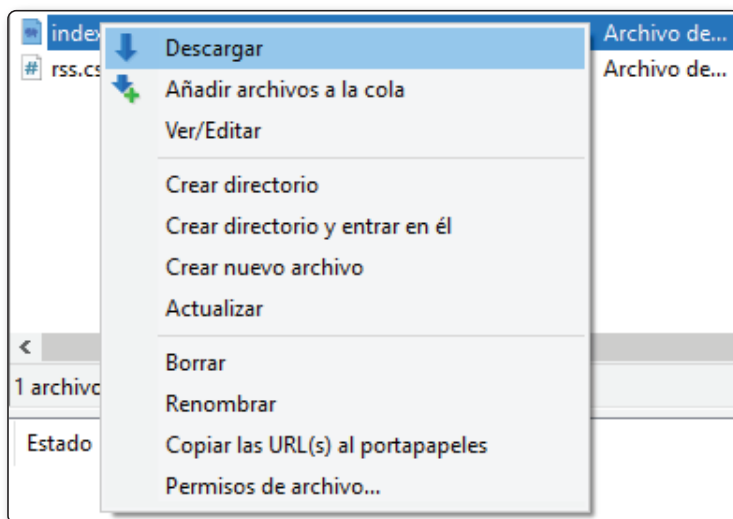 index
Archivo de...
rss.cs
Archivo de...
Descargar
Añadir archivos a la cola
Ver/Editar
Crear directorio
Crear directorio y entrar en él
Crear nuevo archivo
Actualizar
Borrar
Renombrar
Copiar las URL(s) al portapapeles
Permisos de archivo...
1 archivo
Estado